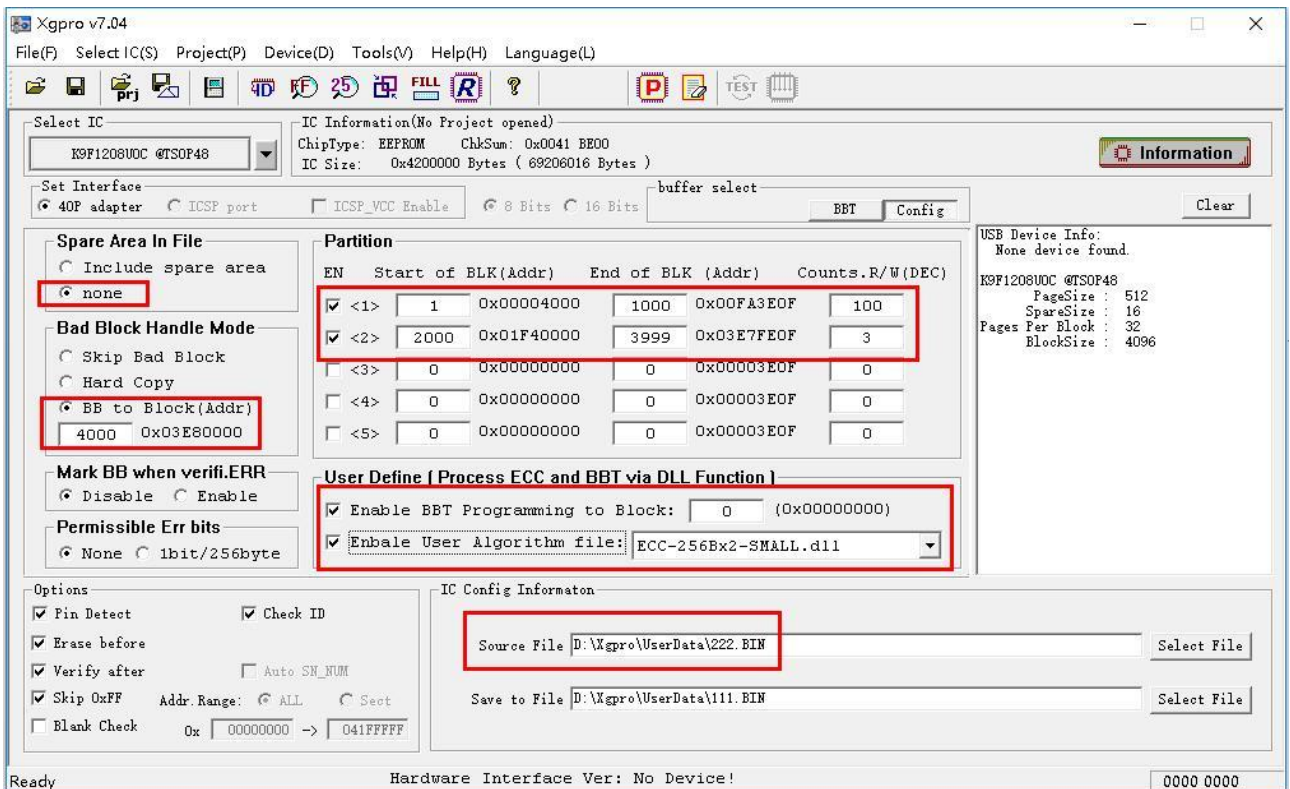 Xgpro v7.04
File(F) Select IC(S) Project(P) Device(D) Tools(V) Help(H) Language(L)
prj 4D FF 25 FILL R ? P TEST
Select IC
K9F1208U0C @TSOP48
IC Information(No Project opened)
ChipType: EEPROM ChkSum: 0x0041 BE00
IC Size: 0x4200000 Bytes ( 69206016 Bytes )
Information
Set Interface
40P adapter ICSP port ICSP_VCC Enable 8 Bits 16 Bits
buffer select
BBT Config
Clear
Spare Area In File
Include spare area
none
Bad Block Handle Mode
Skip Bad Block
Hard Copy
BB to Block(Addr)
4000 0x03E80000
Mark BB when verifi.ERR
Disable Enable
Permissible Err bits
None 1bit/256byte
Partition
EN Start of BLK(Addr) End of BLK (Addr) Counts.R/W(DEC)
<1> 1 0x00004000 1000 0x00FA3E0F 100
<2> 2000 0x01F40000 3999 0x03E7FE0F 3
<3> 0 0x00000000 0 0x00003E0F 0
<4> 0 0x00000000 0 0x00003E0F 0
<5> 0 0x00000000 0 0x00003E0F 0
User Define [ Process ECC and BBT via DLL Function ]
Enable BBT Programming to Block: 0 (0x00000000)
Enbale User Algorithm file: ECC-256Bx2-SMALL.dll
USB Device Info:
None device found.
K9F1208U0C @TSOP48
PageSize : 512
SpareSize : 16
Pages Per Block : 32
BlockSize : 4096
Options
Pin Detect Check ID
Erase before
Verify after Auto SN_NUM
Skip 0xFF Addr.Range: ALL Sect
Blank Check 0x 00000000 -> 041FFFFF
IC Config Informaton
Source File D:\Xgpro\UserData\222.BIN Select File
Save to File D:\Xgpro\UserData\111.BIN Select File
Ready Hardware Interface Ver: No Device! 0000 0000